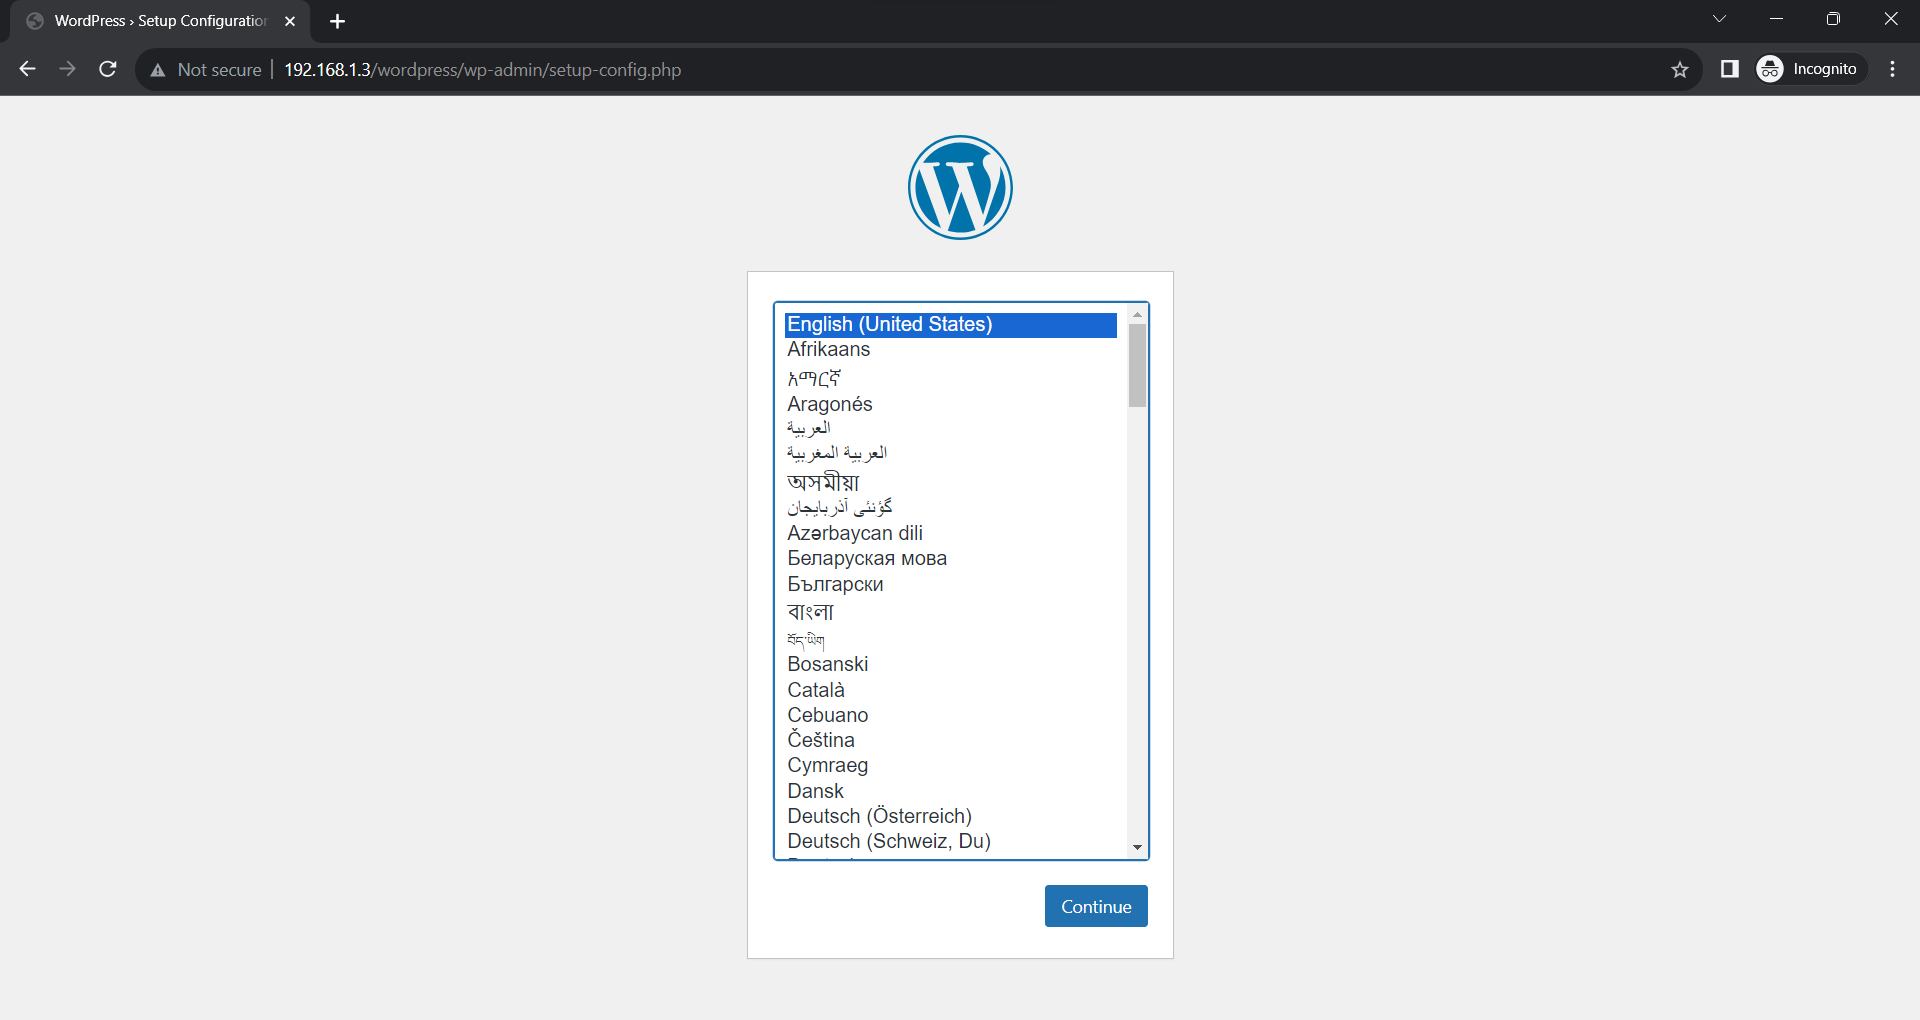 WordPress › Setup Configuration
Not secure
192.168.1.3/wordpress/wp-admin/setup-config.php
Incognito
English (United States)
Afrikaans
አማርኛ
Aragonés
العربية
العربية المغربية
অসমীয়া
گؤنئی آذربایجان
Azərbaycan dili
Беларуская мова
Български
বাংলা
བོད་ཡིག
Bosanski
Català
Cebuano
Čeština
Cymraeg
Dansk
Deutsch (Österreich)
Deutsch (Schweiz, Du)
Continue